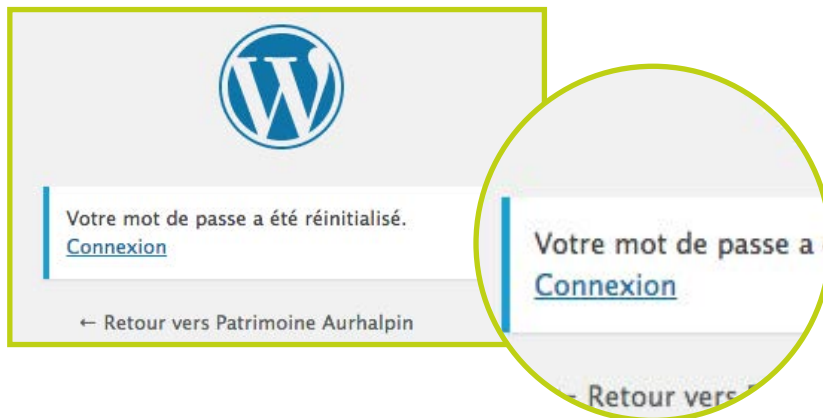 Votre mot de passe a été réinitialisé.
Connexion
← Retour vers Patrimoine Aurhalpin
Votre mot de passe a
Connexion
Retour vers